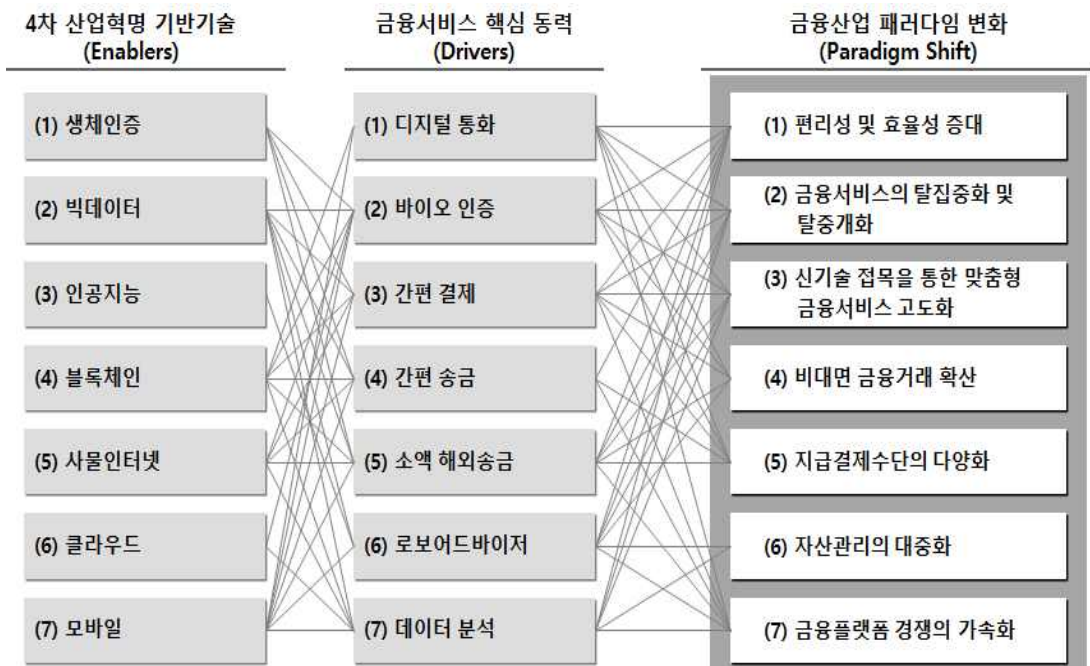 4차 산업혁명 기반기술
(Enablers)
(1) 생체인증
(2) 빅데이터
(3) 인공지능
(4) 블록체인
(5) 사물인터넷
(6) 클라우드
(7) 모바일
금융서비스 핵심 동력
(Drivers)
(1) 디지털 통화
(2) 바이오 인증
(3) 간편 결제
(4) 간편 송금
(5) 소액 해외송금
(6) 로보어드바이저
(7) 데이터 분석
금융산업 패러다임 변화
(Paradigm Shift)
(1) 편리성 및 효율성 증대
(2) 금융서비스의 탈집중화 및
탈중개화
(3) 신기술 접목을 통한 맞춤형
금융서비스 고도화
(4) 비대면 금융거래 확산
(5) 지급결제수단의 다양화
(6) 자산관리의 대중화
(7) 금융플랫폼 경쟁의 가속화